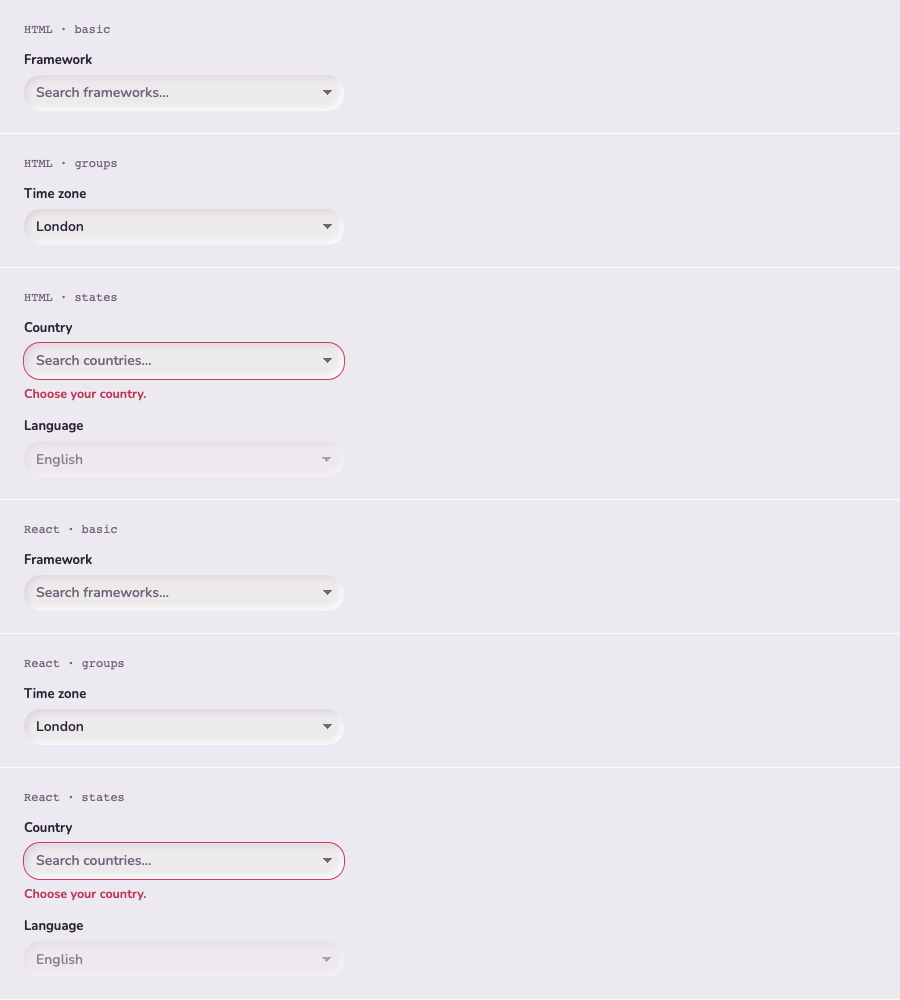 HTML · basic
Framework
Search frameworks…
HTML · groups
Time zone
London
HTML · states
Country
Search countries…
Choose your country.
Language
English
React · basic
Framework
Search frameworks…
React · groups
Time zone
London
React · states
Country
Search countries…
Choose your country.
Language
English